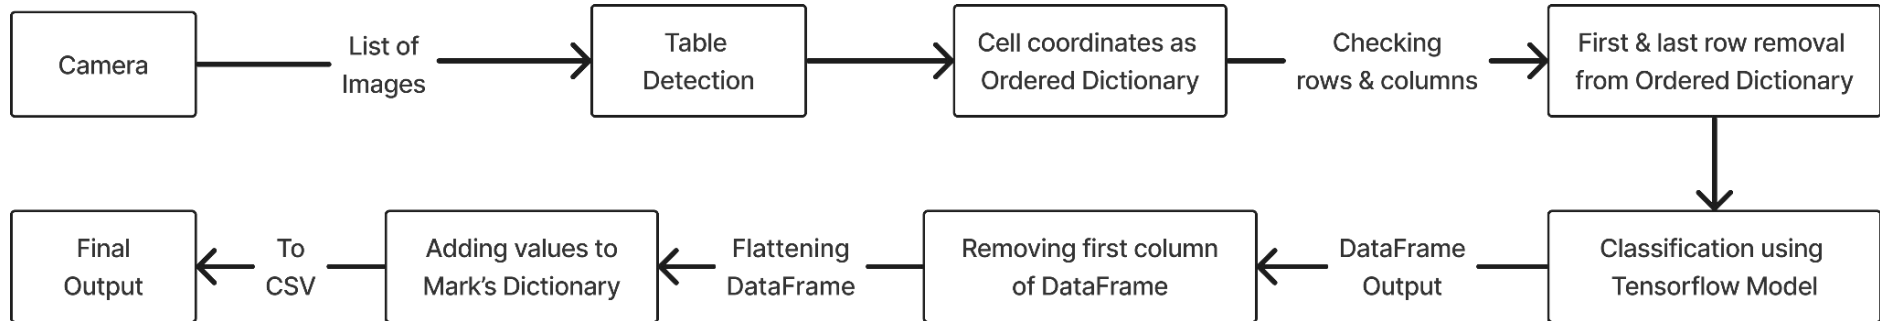 Camera
List of
Images
Table
Detection
Cell coordinates as
Ordered Dictionary
Checking
rows & columns
First & last row removal
from Ordered Dictionary
Classification using
Tensorflow Model
DataFrame
Output
Removing first column
of DataFrame
Flattening
DataFrame
Adding values to
Mark's Dictionary
To
CSV
Final
Output